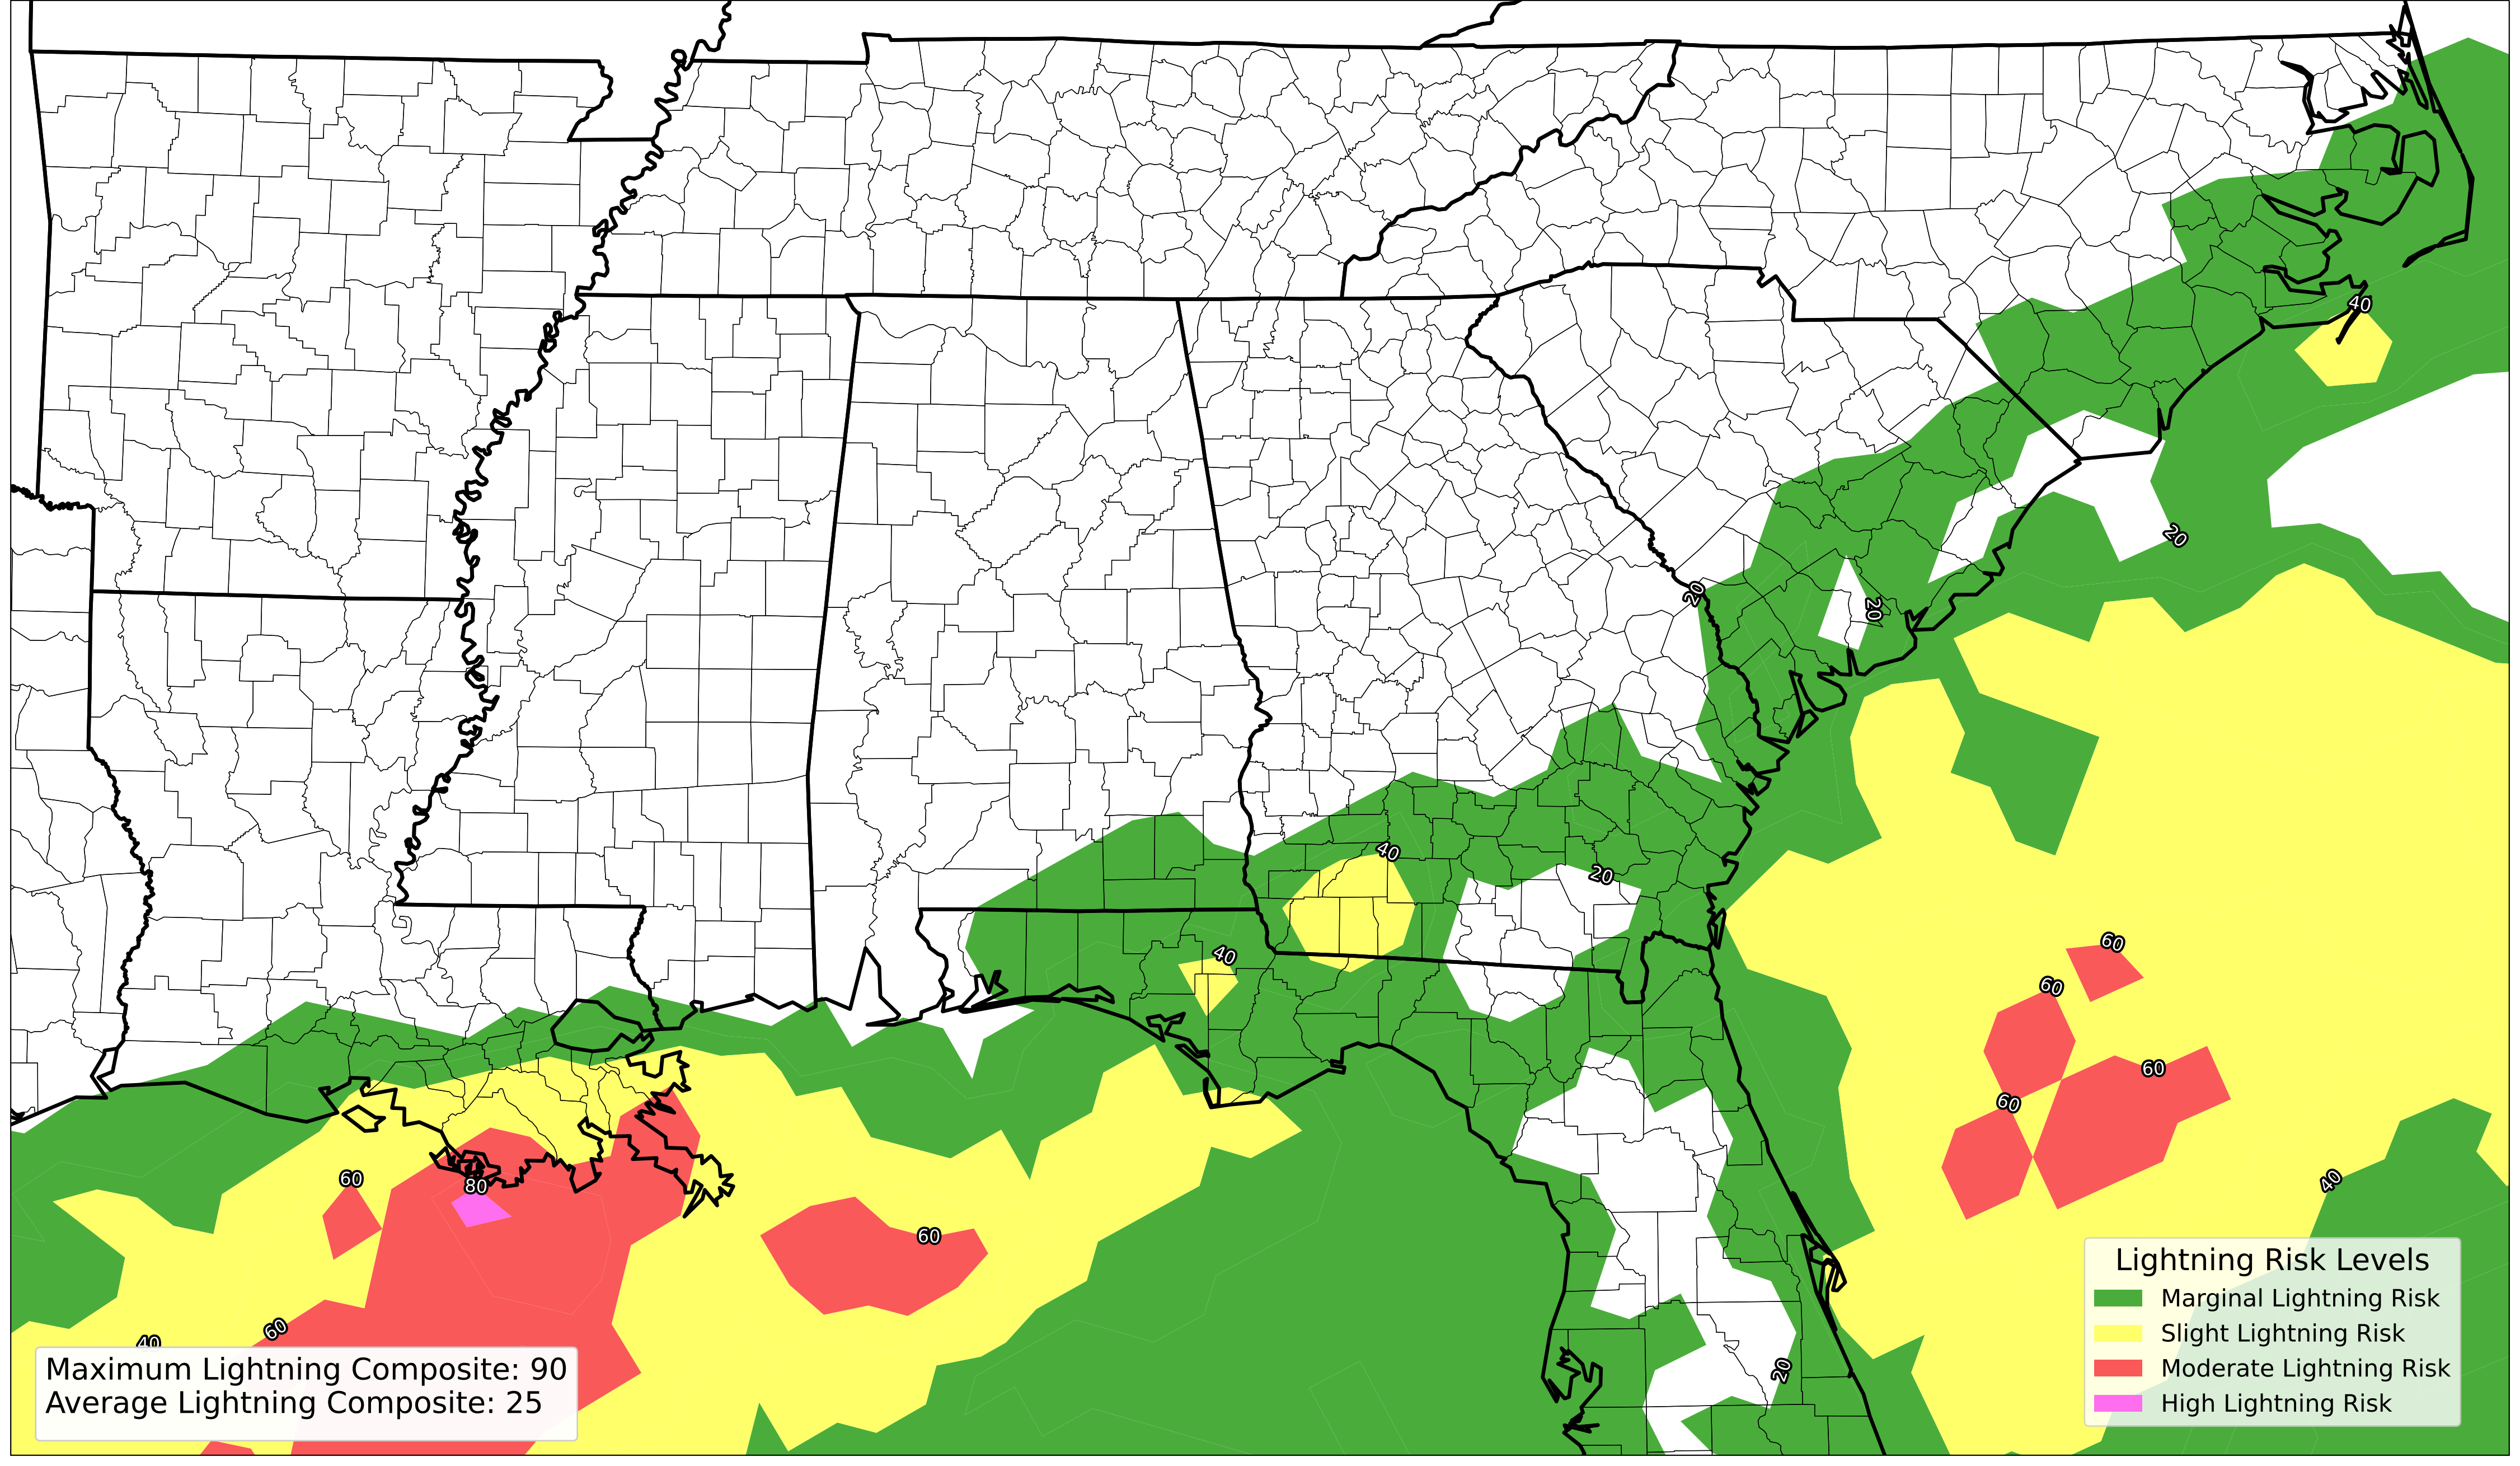 40
20
20
20
40
20
40
60
60
60
60
60
80
40
60
60
40
20
Lightning Risk Levels
Marginal Lightning Risk
Slight Lightning Risk
Moderate Lightning Risk
High Lightning Risk
Maximum Lightning Composite: 90
Average Lightning Composite: 25